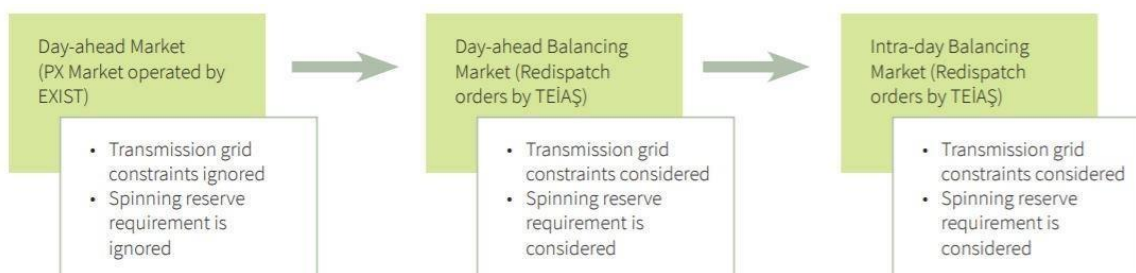 Day-ahead Market
(PX Market operated by
EXIST)
• Transmission grid
constraints ignored
• Spinning reserve
requirement is
ignored
Day-ahead Balancing
Market (Redispatch
orders by TEİAŞ)
• Transmission grid
constraints considered
• Spinning reserve
requirement is
considered
Intra-day Balancing
Market (Redispatch
orders by TEİAŞ)
• Transmission grid
constraints considered
• Spinning reserve
requirement is
considered